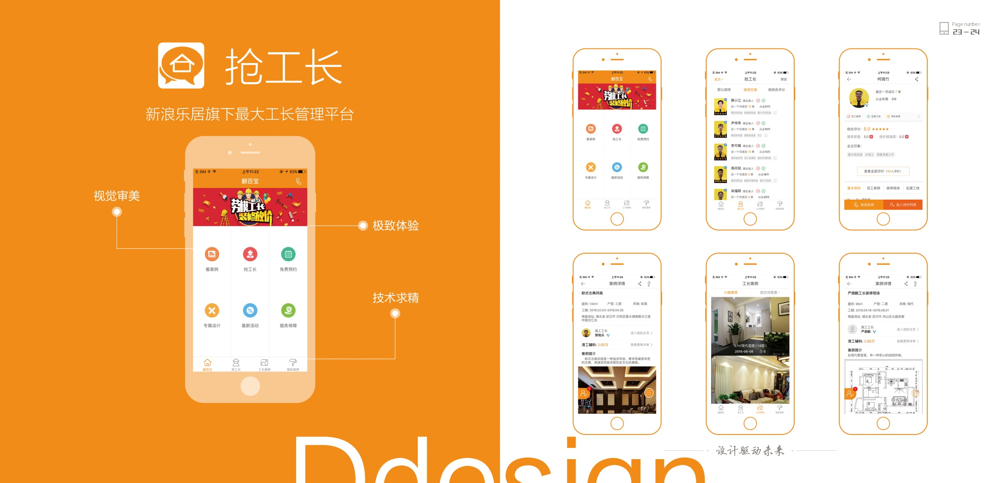 抢工长
新浪乐居旗下最大工长管理平台
视觉审美
极致体验
技术求精
无 SIM 卡 上午11:22 63%
翻百宝
劳模工长
装修放价
看案例 抢工长 免费预约
专属设计 最新活动 服务保障
翻百宝 抢工长 工长案例 我的装修
Page number
23-24
无 SIM 卡 上午11:22 63%
翻百宝
劳模工长
装修放价
看案例 抢工长 免费预约
专属设计 最新活动 服务保障
翻百宝 抢工长 工长案例 我的装修
无 SIM 卡 上午11:22 63%
武汉 抢工长 筛选
默认排序 按成交量 按综合评分
蔡小江 湖北省人
近一个月成交 19 单 从业31年
尹传奇 湖北省人
近一个月成交 10 单 从业10年
李可模 湖北省人
近一个月成交 10 单 从业13年
周丹阳 湖北省人
近一个月成交 9 单 从业16年
肖福明 湖北省人
近一个月成交 9 单 从业20年
翻百宝 抢工长 工长案例 我的装修
无 SIM 卡 上午11:23 63%
柯锡竹
最近一月成交 7 单
从业年限 8年
完工案例 在建工地 两年质保
综合评分: 5.0
服务质量: 5.0 高 报价精准度: 5.0 高
业主印象:
擅水电改造 水电工 预算误差小于
查看全部评价 (38人评价)
基本资料 完工案例 装修现场 在建工地
电话咨询 加入待约列表
无 SIM 卡 上午11:24 62%
案例详情 0
欧式古典风格
面积: 130㎡ 户型: 三居 风格: 欧美
工期: 2016.02.03~2016.04.30
楼盘地址: 湖北省 武汉市 汉阳区墨水湖南路与江堤
中路交汇处
施工工长
樊艳兵 进入他的主页
清工辅料: 2.00万 查看费用详单
案例简介
欧式古典风格是一种追求华丽、奢华和雍容华贵
的古典，其建筑风格深受历史文化的熏陶。
1
无 SIM 卡 上午11:22 63%
工长案例
小编推荐 按空间查看
87㎡现代混搭 ( 14图 )
2015-08-08 0
翻百宝 抢工长 工长案例 我的装修
无 SIM 卡 上午11:23 62%
案例详情 0
严朋鹤工长装修现场
面积: 99㎡ 户型: 二居 风格: 现代
工期: 2016.04.16~2016.06.01
楼盘地址: 湖北省 武汉市 洪山区水晶丽都
施工工长
严朋鹤 进入他的主页
清工辅料: 2.06万 查看费用详单
案例简介
在现代居室里，有一种安心的田园风格。
1
· 设计驱动未来 ·
Ddesign